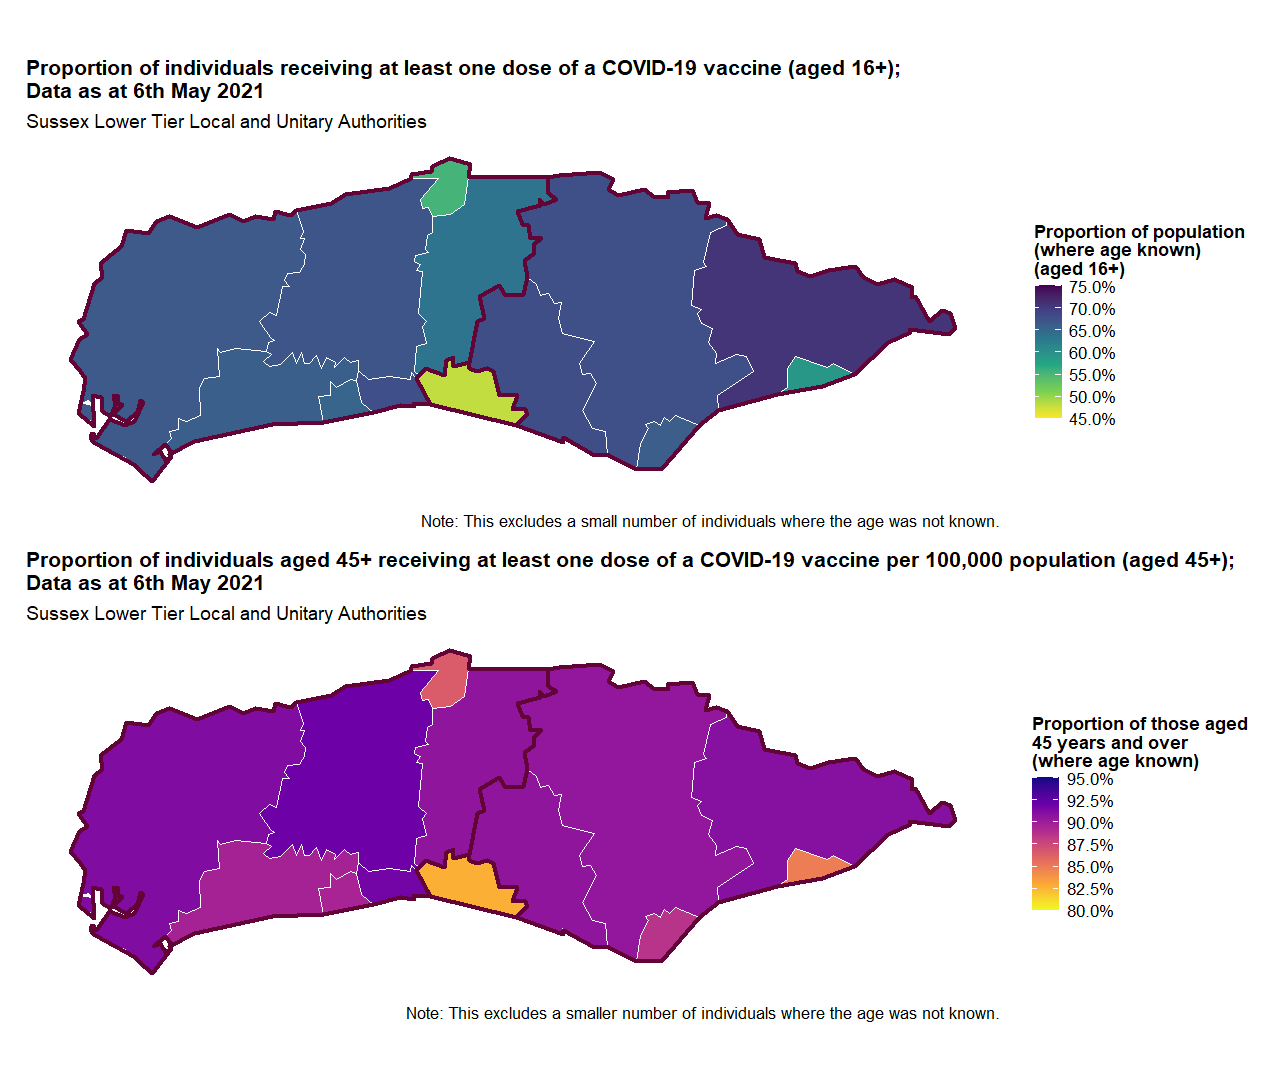 Proportion of individuals receiving at least one dose of a COVID-19 vaccine (aged 16+);
Data as at 6th May 2021
Sussex Lower Tier Local and Unitary Authorities
Proportion of population
(where age known)
(aged 16+)
75.0%
70.0%
65.0%
60.0%
55.0%
50.0%
45.0%
Note: This excludes a small number of individuals where the age was not known.
Proportion of individuals aged 45+ receiving at least one dose of a COVID-19 vaccine per 100,000 population (aged 45+);
Data as at 6th May 2021
Sussex Lower Tier Local and Unitary Authorities
Proportion of those aged
45 years and over
(where age known)
95.0%
92.5%
90.0%
87.5%
85.0%
82.5%
80.0%
Note: This excludes a smaller number of individuals where the age was not known.